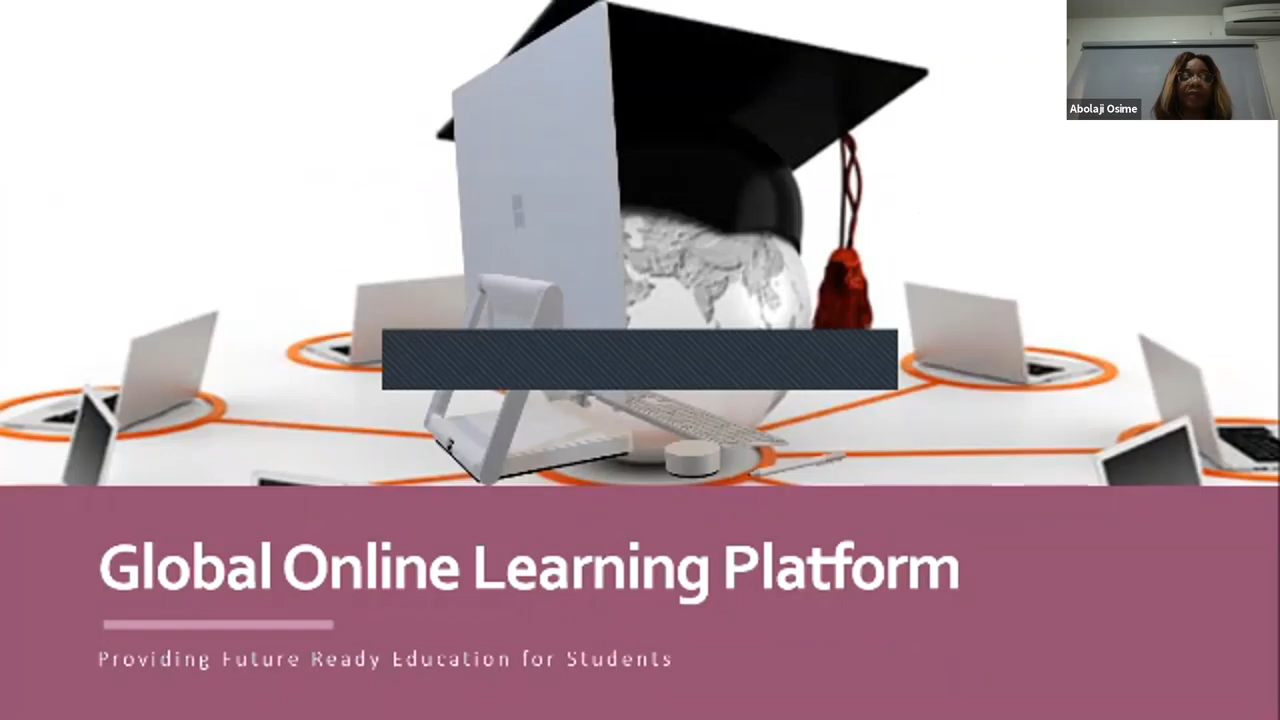 Abolaji Osime
Global Online Learning Platform
Providing Future Ready Education for Students